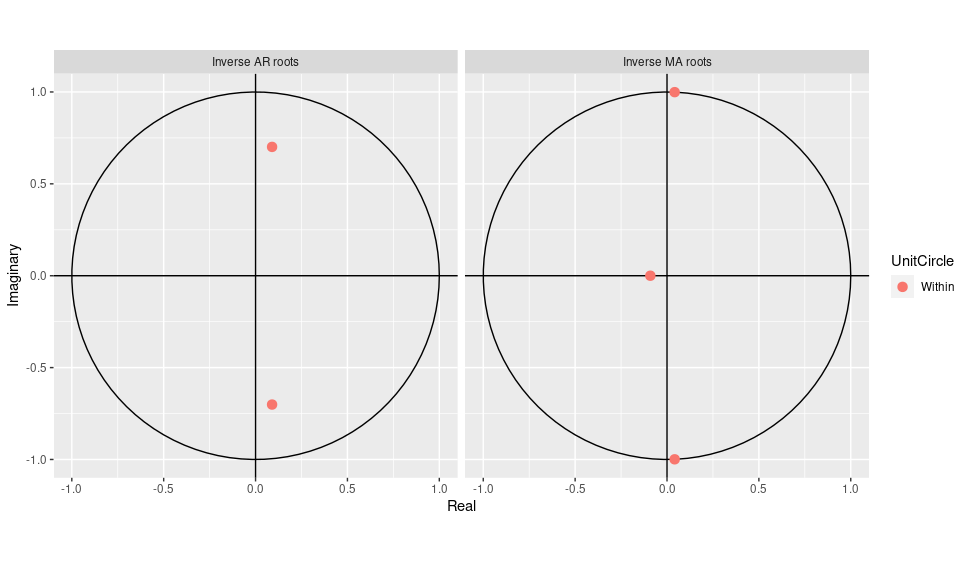 Inverse AR roots
Inverse MA roots
1.0
0.5
0.0
-0.5
-1.0
Imaginary
-1.0 -0.5 0.0 0.5 1.0
-1.0 -0.5 0.0 0.5 1.0
Real
UnitCircle
Within